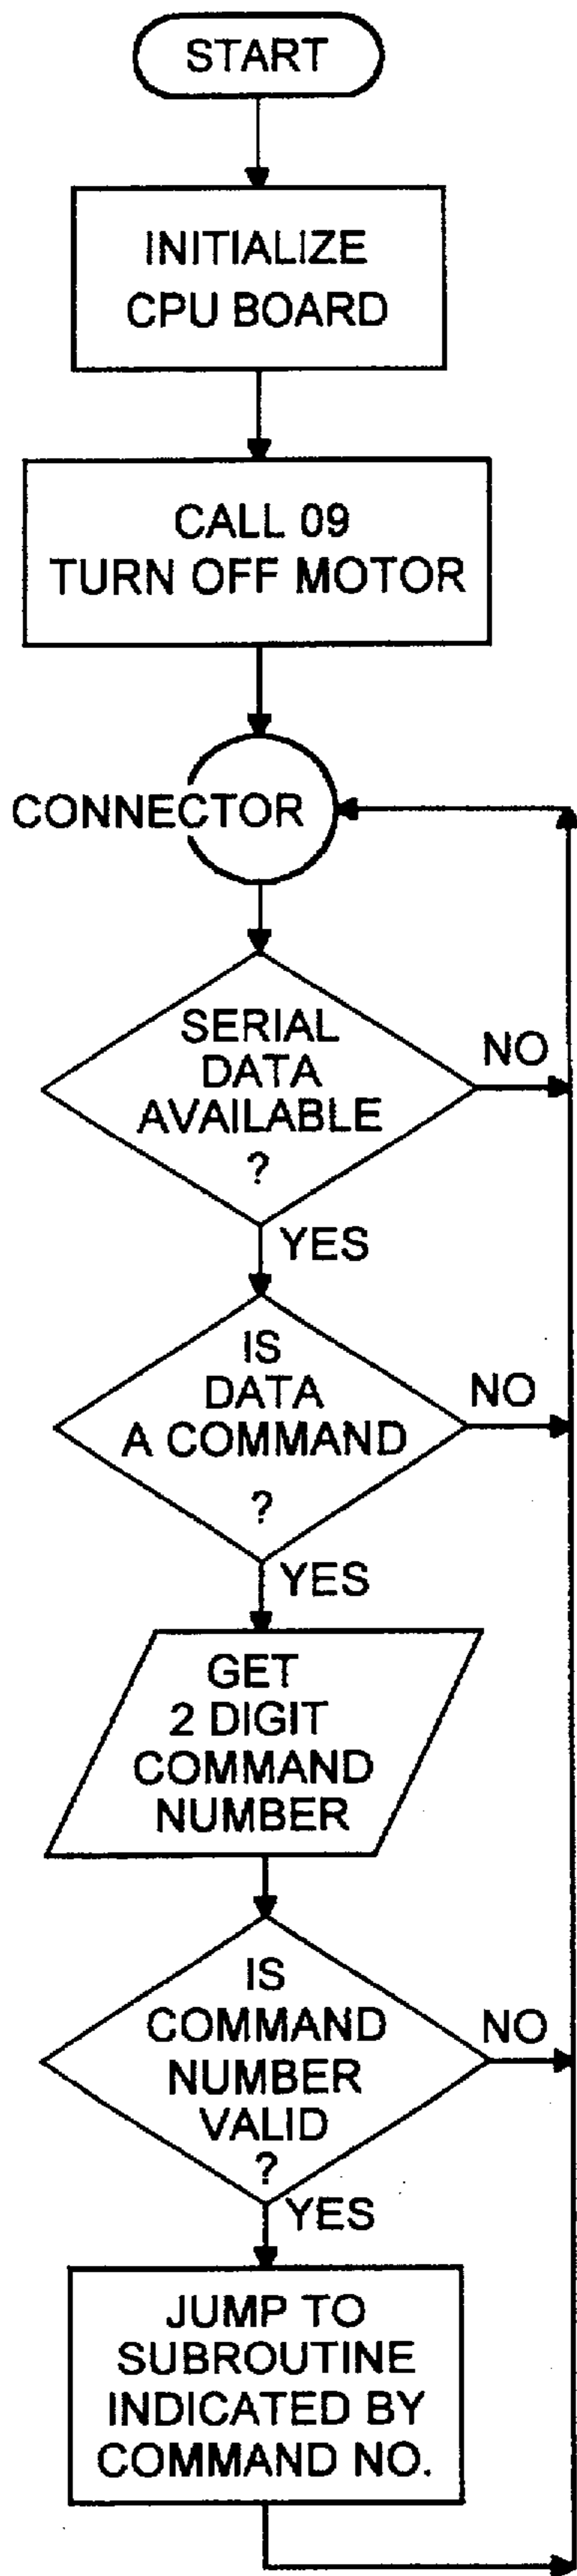 START
INITIALIZE
CPU BOARD
CALL 09
TURN OFF MOTOR
CONNECTOR
SERIAL
DATA
AVAILABLE
?
NO
YES
IS
DATA
A COMMAND
?
NO
YES
GET
2 DIGIT
COMMAND
NUMBER
IS
COMMAND
NUMBER
VALID
?
NO
YES
JUMP TO
SUBROUTINE
INDICATED BY
COMMAND NO.